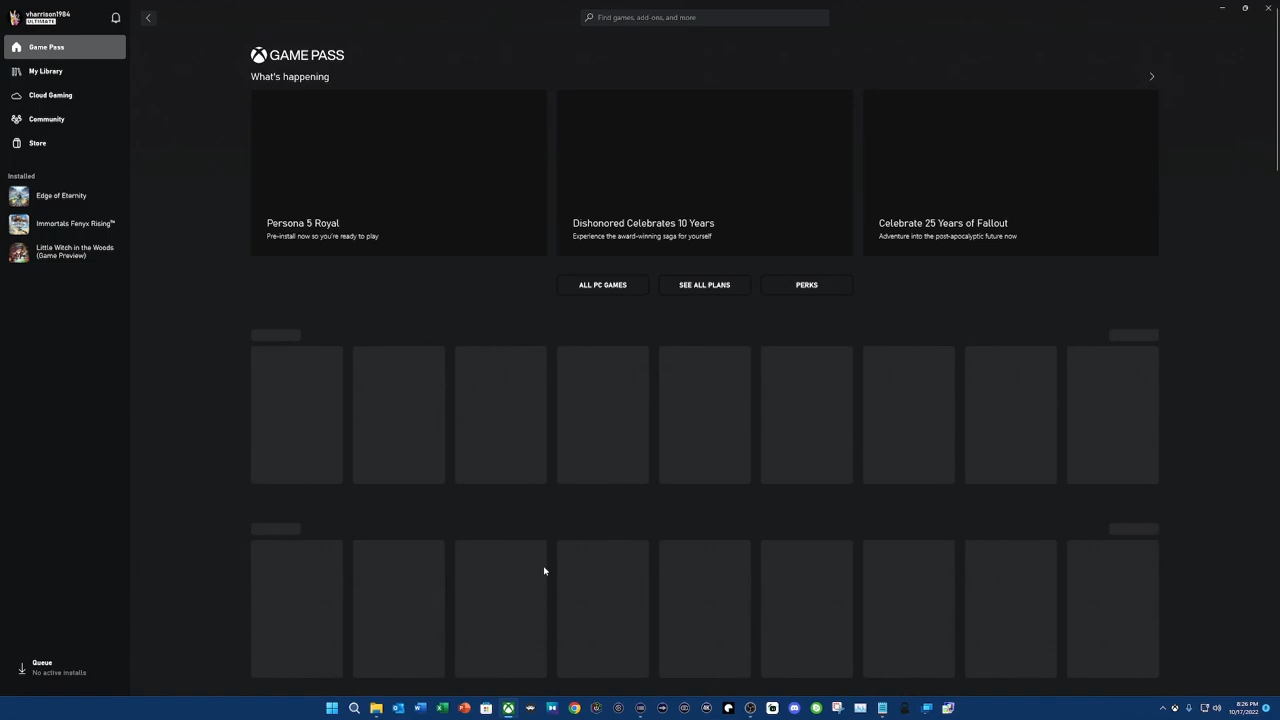 vharrison1984
ULTIMATE
Find games, add-ons, and more
Game Pass
My Library
Cloud Gaming
Community
Store
Installed
Edge of Eternity
Immortals Fenyx Rising™
Little Witch in the Woods
(Game Preview)
Queue
No active installs
GAME PASS
What's happening
Persona 5 Royal
Pre-install now so you're ready to play
Dishonored Celebrates 10 Years
Experience the award-winning saga for yourself
Celebrate 25 Years of Fallout
Adventure into the post-apocalyptic future now
ALL PC GAMES
SEE ALL PLANS
PERKS
8:26 PM
10/17/2022